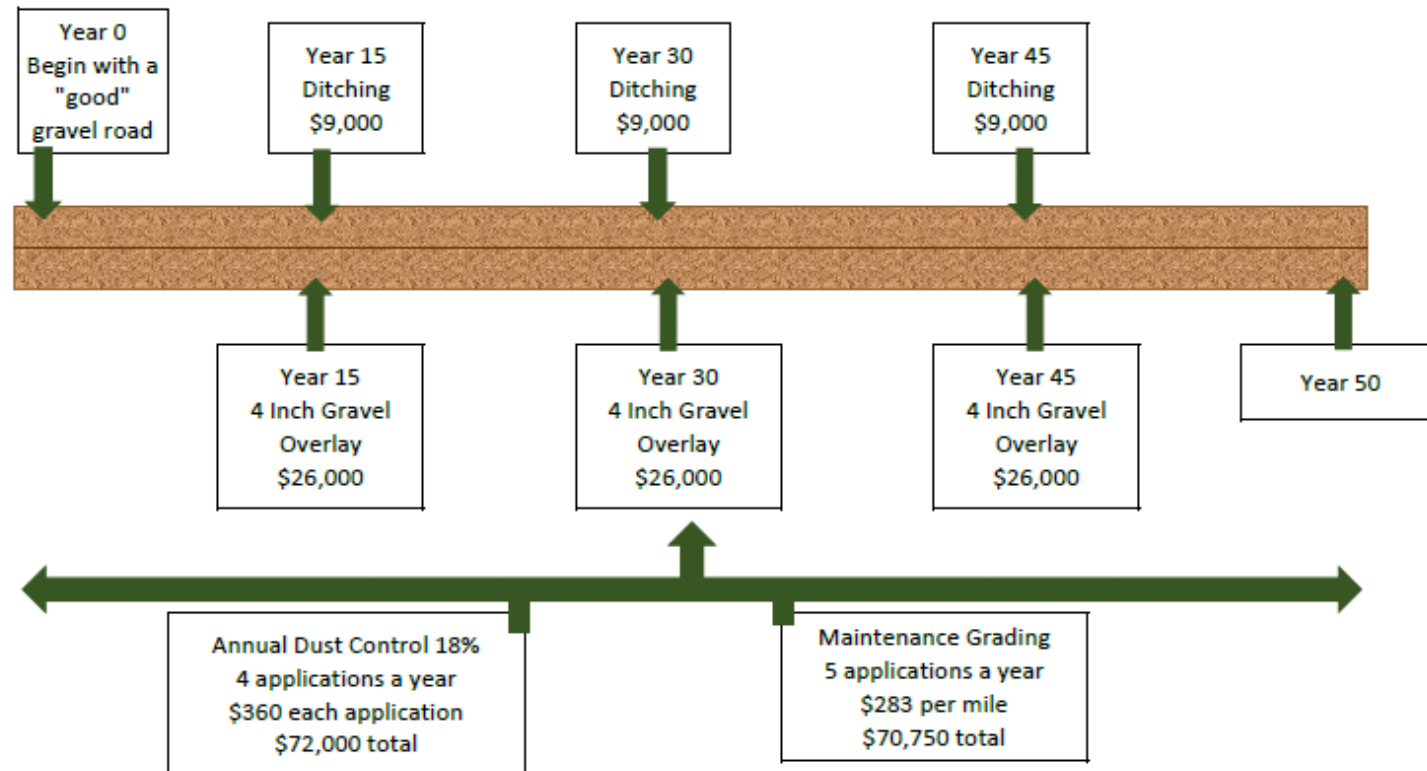 Year 0
Begin with a
"good"
gravel road
Year 15
Ditching
$9,000
Year 30
Ditching
$9,000
Year 45
Ditching
$9,000
Year 15
4 Inch Gravel
Overlay
$26,000
Year 30
4 Inch Gravel
Overlay
$26,000
Year 45
4 Inch Gravel
Overlay
$26,000
Year 50
Annual Dust Control 18%
4 applications a year
$360 each application
$72,000 total
Maintenance Grading
5 applications a year
$283 per mile
$70,750 total